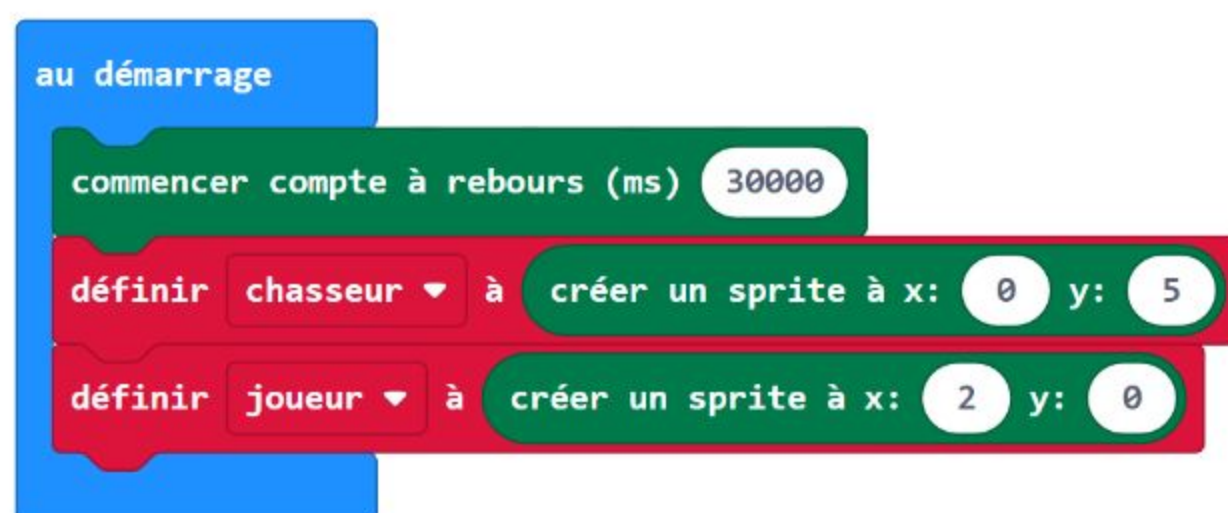 au démarrage
commencer compte à rebours (ms) 30000
définir chasseur à créer un sprite à x: 0 y: 5
définir joueur à créer un sprite à x: 2 y: 0